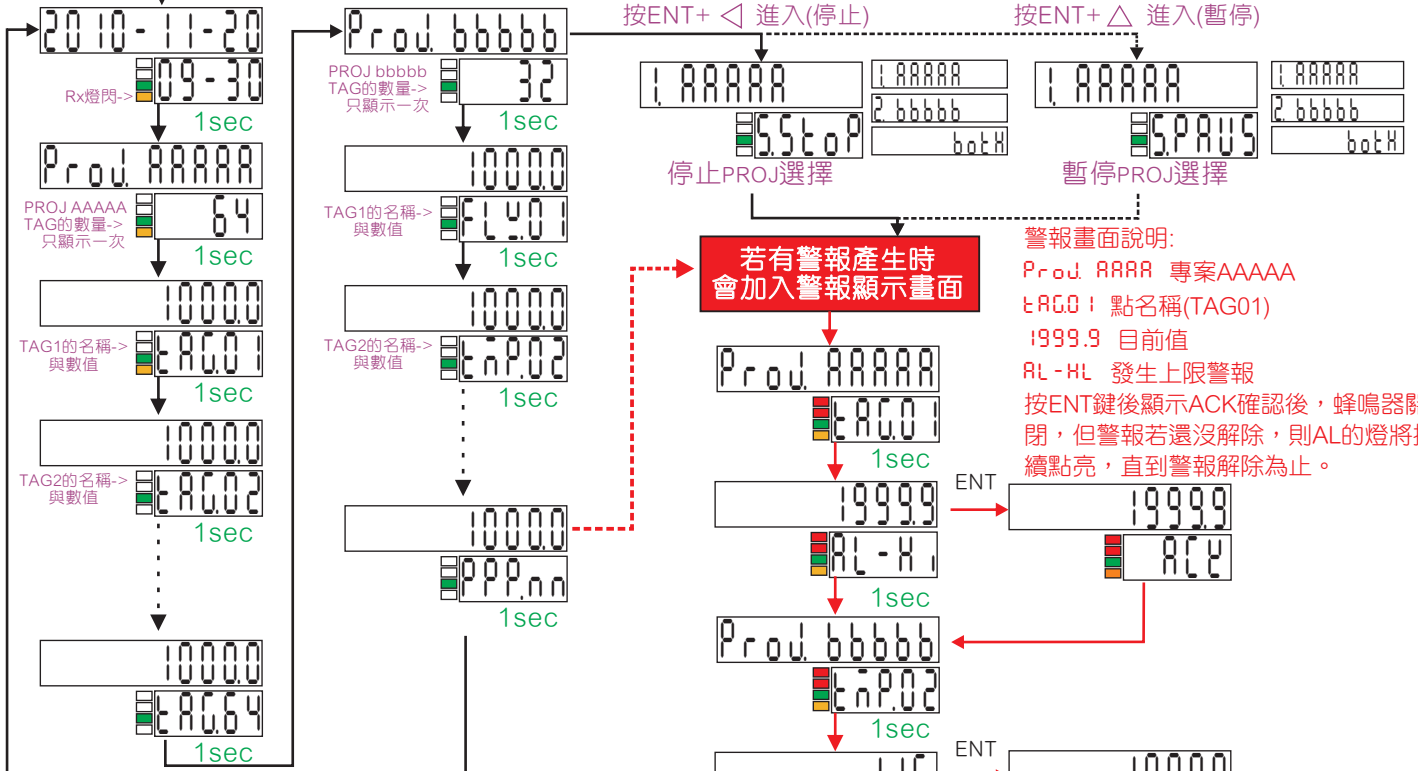 2010-11-20
09-30
Rx燈閃->
1sec
Proj. AAAAA
64
PROJ AAAAA
TAG的數量->
只顯示一次
1sec
1000.0
tAG.01
TAG1的名稱->
與數值
1sec
1000.0
tAG.02
TAG2的名稱->
與數值
1sec
1000.0
tAG.64
1sec
Proj. bbbbb
32
PROJ bbbbb
TAG的數量->
只顯示一次
1sec
1000.0
TAG1的名稱->
與數值
1sec
1000.0
TAG2的名稱->
與數值
1sec
1000.0
PPP.nn
1sec
按ENT+ ◁ 進入(停止)
1. AAAAA
S.StoP
1. AAAAA
2. bbbbb
botH
停止PROJ選擇
按ENT+ △ 進入(暫停)
1. AAAAA
S.PAUS
1. AAAAA
2. bbbbb
botH
暫停PROJ選擇
若有警報產生時
會加入警報顯示畫面
警報畫面說明:
Proj. AAAA 專案AAAAA
tAG.01 點名稱(TAG01)
1999.9 目前值
AL-HL 發生上限警報
按ENT鍵後顯示ACK確認後，蜂鳴器
閉，但警報若還沒解除，則AL的燈將
續點亮，直到警報解除為止。
Proj. AAAAA
tAG.01
1sec
1999.9
AL-Hi
1sec
ENT
1999.9
ACK
Proj. bbbbb
1sec
ENT